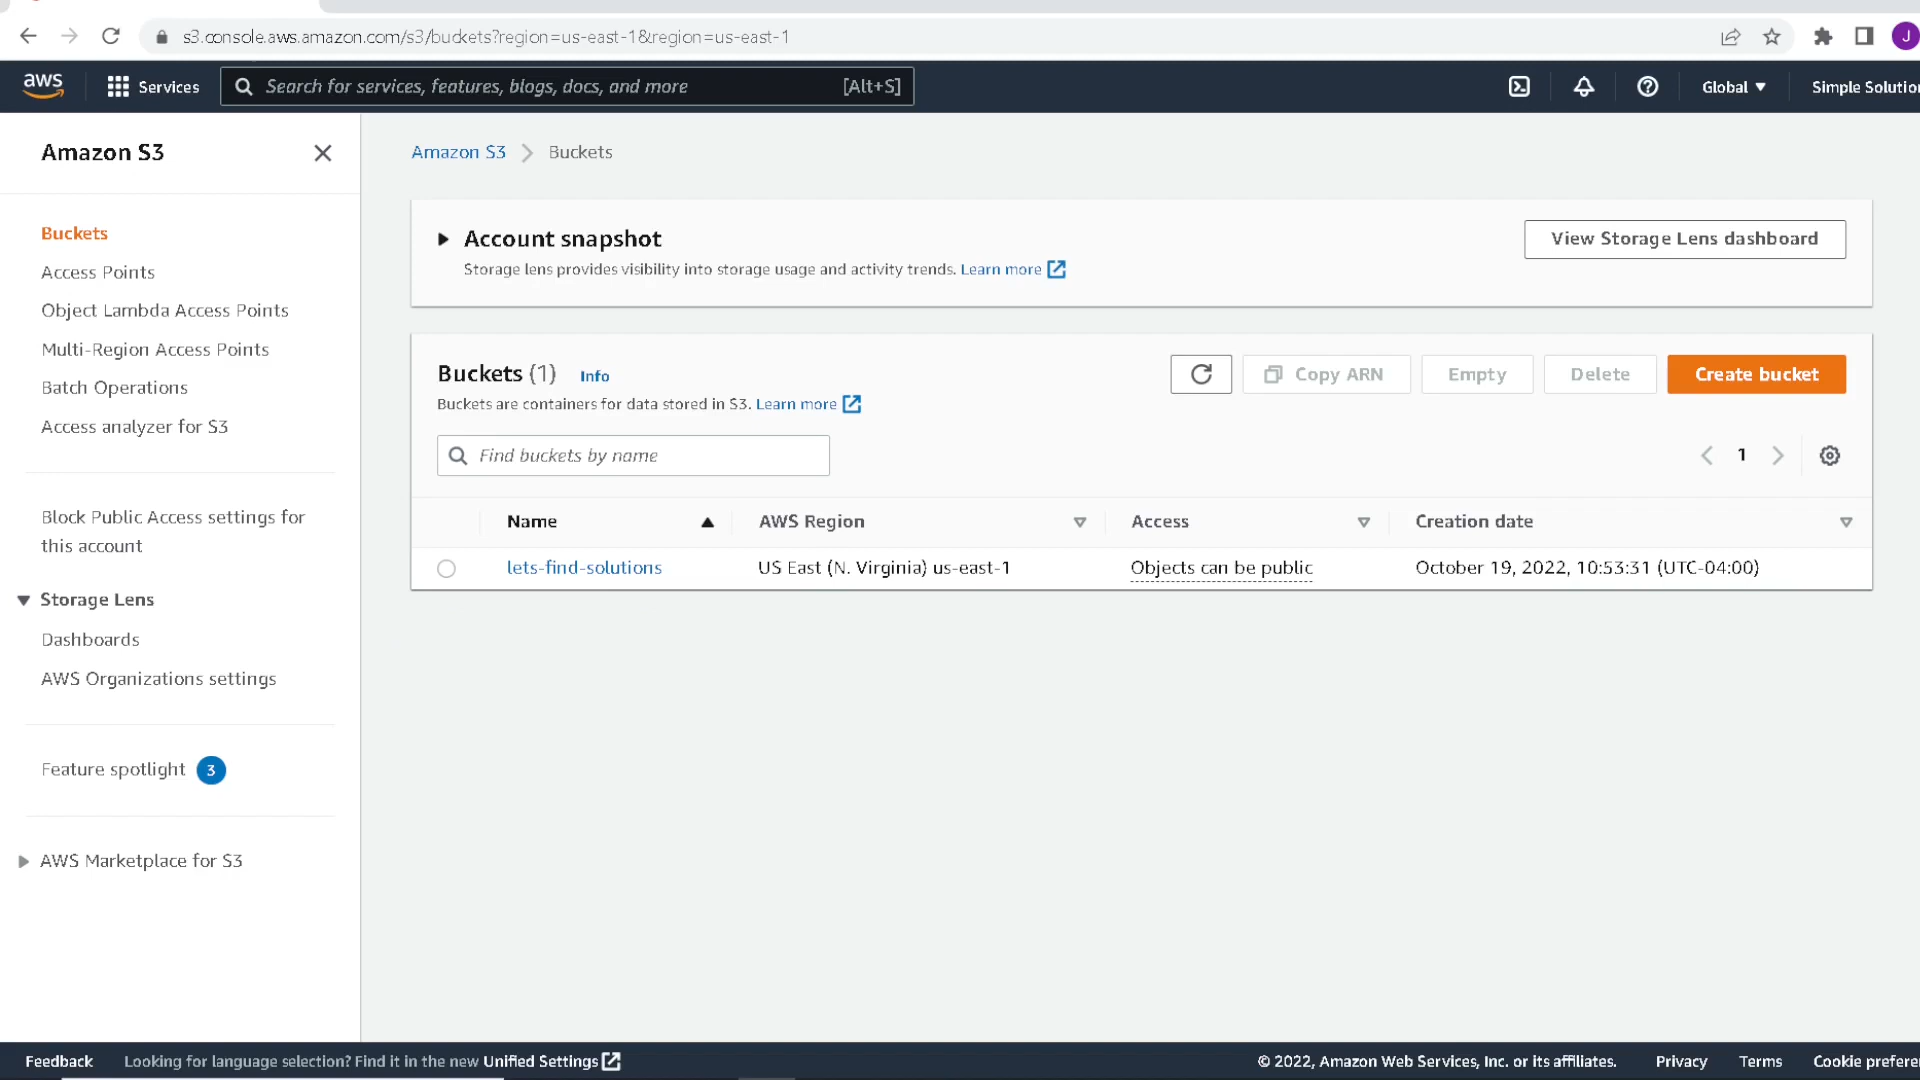 s3.console.aws.amazon.com/s3/buckets?region=us-east-1&region=us-east-1
J
aws
Services
Search for services, features, blogs, docs, and more
[Alt+S]
Global
Simple Solution
Amazon S3
Amazon S3
Buckets
Account snapshot
View Storage Lens dashboard
Storage lens provides visibility into storage usage and activity trends. Learn more
Buckets
Access Points
Object Lambda Access Points
Multi-Region Access Points
Batch Operations
Access analyzer for S3
Block Public Access settings for
this account
Storage Lens
Dashboards
AWS Organizations settings
Feature spotlight 3
AWS Marketplace for S3
Buckets (1) Info
Copy ARN
Empty
Delete
Create bucket
Buckets are containers for data stored in S3. Learn more
Find buckets by name
1
Name AWS Region Access Creation date
lets-find-solutions US East (N. Virginia) us-east-1 Objects can be public October 19, 2022, 10:53:31 (UTC-04:00)
Feedback Looking for language selection? Find it in the new Unified Settings © 2022, Amazon Web Services, Inc. or its affiliates. Privacy Terms Cookie prefere